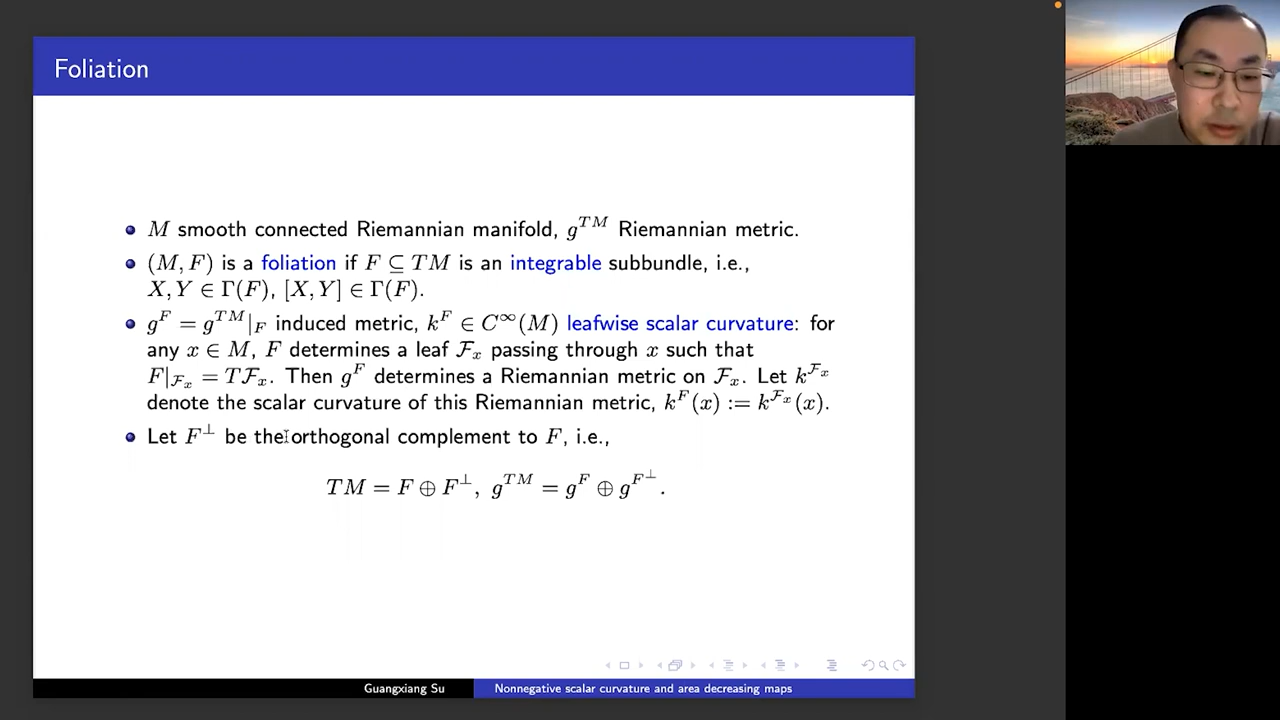 Foliation
• M smooth connected Riemannian manifold, g^{TM} Riemannian metric.
• (M, F) is a foliation if F ⊆ TM is an integrable subbundle, i.e.,
X, Y ∈ Γ(F), [X, Y] ∈ Γ(F).
• g^F = g^{TM}|_F induced metric, k^F ∈ C^∞(M) leafwise scalar curvature: for
any x ∈ M, F determines a leaf ℱ_x passing through x such that
F|_{ℱ_x} = Tℱ_x. Then g^F determines a Riemannian metric on ℱ_x. Let k^{ℱ_x}
denote the scalar curvature of this Riemannian metric, k^F(x) := k^{ℱ_x}(x).
• Let F^⊥ be the orthogonal complement to F, i.e.,
TM = F ⊕ F^⊥, g^{TM} = g^F ⊕ g^{F^⊥}.
Guangxiang Su Nonnegative scalar curvature and area decreasing maps